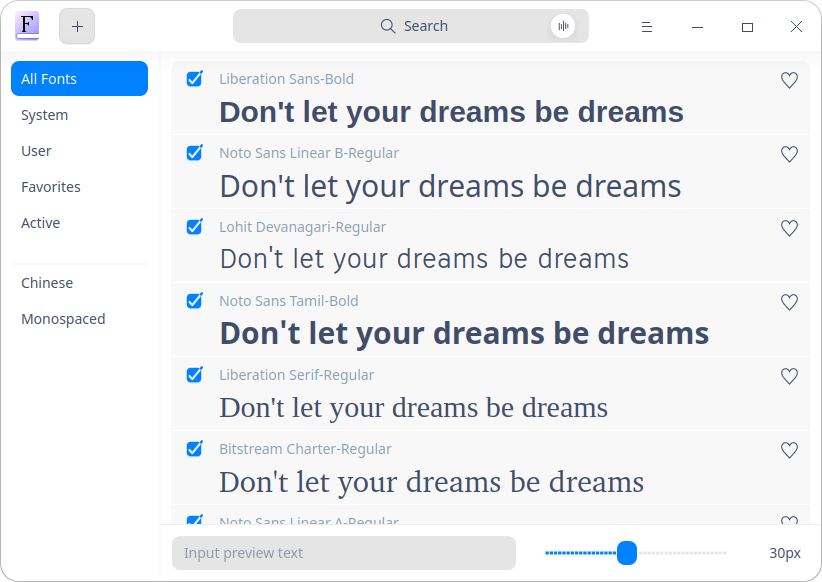 F
Search
All Fonts
System
User
Favorites
Active
Chinese
Monospaced
Liberation Sans-Bold
Don't let your dreams be dreams
Noto Sans Linear B-Regular
Don't let your dreams be dreams
Lohit Devanagari-Regular
Don't let your dreams be dreams
Noto Sans Tamil-Bold
Don't let your dreams be dreams
Liberation Serif-Regular
Don't let your dreams be dreams
Bitstream Charter-Regular
Don't let your dreams be dreams
Noto Sans Linear A-Regular
Input preview text
30px